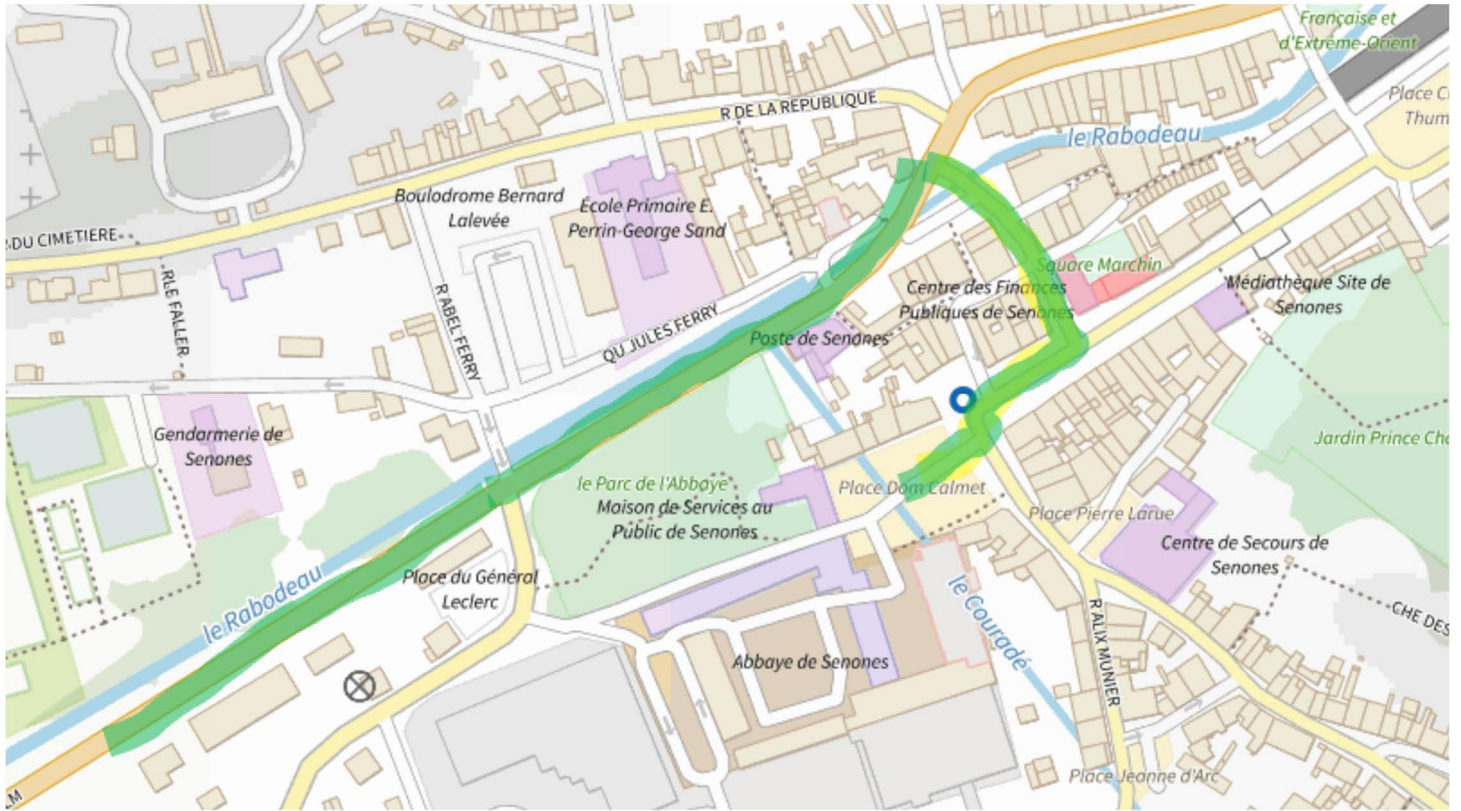 Française et
d'Extrême-Orient
Place C
Thum
R DE LA REPUBLIQUE
le Rabodeau
Boulodrome Bernard
Lalevée
École Primaire E.
Perrin-George Sand
DU CIMETIERE
RLE FALLER
R ABEL FERRY
Square Marchin
Centre des Finances
Publiques de Senones
Médiathèque Site de
Senones
QU JULES FERRY
Poste de Senones
Gendarmerie de
Senones
Jardin Prince Cha
le Parc de l'Abbaye
Maison de Services au
Public de Senones
Place Dom Calmet
Place Pierre Larue
Centre de Secours de
Senones
Place du Général
Leclerc
le Rabodeau
le Couradé
CHE DES
R ALIX MUNIER
Abbaye de Senones
Place Jeanne d'Arc
LM